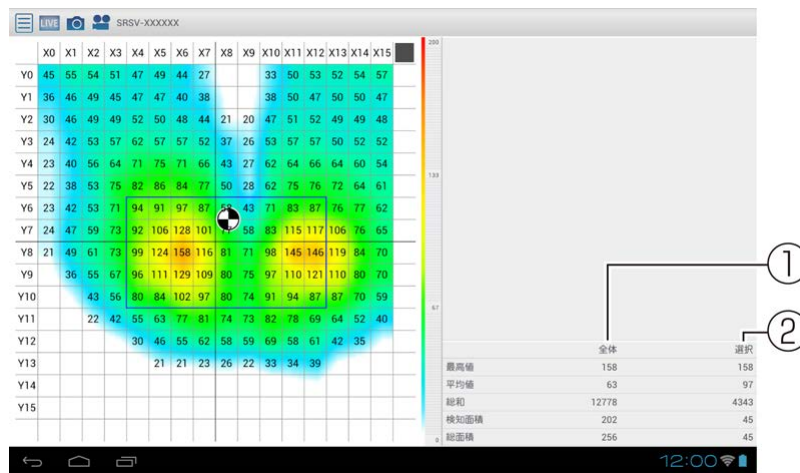 LIVE SRSV-XXXXXX
X0 X1 X2 X3 X4 X5 X6 X7 X8 X9 X10 X11 X12 X13 X14 X15
Y0 45 55 54 51 47 49 44 27 33 50 53 52 54 57
Y1 36 46 49 45 47 47 40 38 38 50 47 50 50 47
Y2 30 46 49 49 52 50 48 44 21 20 47 51 52 49 49 48
Y3 24 42 53 57 62 57 57 52 37 26 53 57 57 50 52 52
Y4 23 40 56 64 71 75 71 66 43 27 62 64 66 64 60 54
Y5 22 38 53 75 82 86 84 77 50 28 62 75 76 72 64 61
Y6 23 42 53 71 94 91 97 87 43 71 83 87 76 77 62
Y7 24 47 59 73 92 106 128 101 58 83 115 117 106 76 65
Y8 21 49 61 73 99 124 158 116 81 71 98 145 146 119 84 70
Y9 36 55 67 96 111 129 109 80 75 97 110 121 110 80 70
Y10 43 56 80 84 102 97 80 74 91 94 87 87 70 59
Y11 22 42 55 63 77 81 74 73 82 78 69 64 52 40
Y12 30 46 55 62 58 59 69 58 61 42 35
Y13 21 21 23 26 22 33 34 39
Y14
Y15
200
133
67
0
①
②
全体 選択
最高値 158 158
平均値 63 97
総和 12778 4343
検知面積 202 45
総面積 256 45
12:00